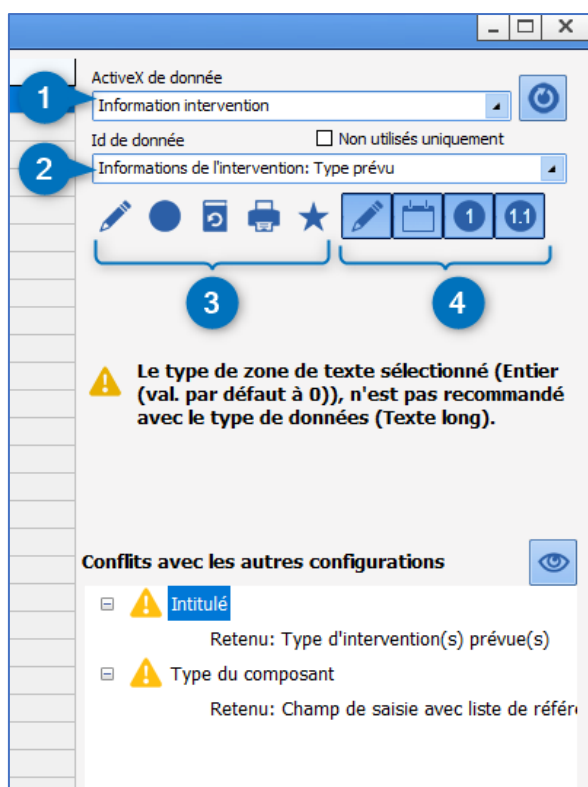 ActiveX de donnée
1
Information intervention
Id de donnée
Non utilisés uniquement
2
Informations de l'intervention: Type prévu
1
1.1
3
4
Le type de zone de texte sélectionné (Entier
(val. par défaut à 0)), n'est pas recommandé
avec le type de données (Texte long).
Conflits avec les autres configurations
Intitulé
Retenu: Type d'intervention(s) prévue(s)
Type du composant
Retenu: Champ de saisie avec liste de référe